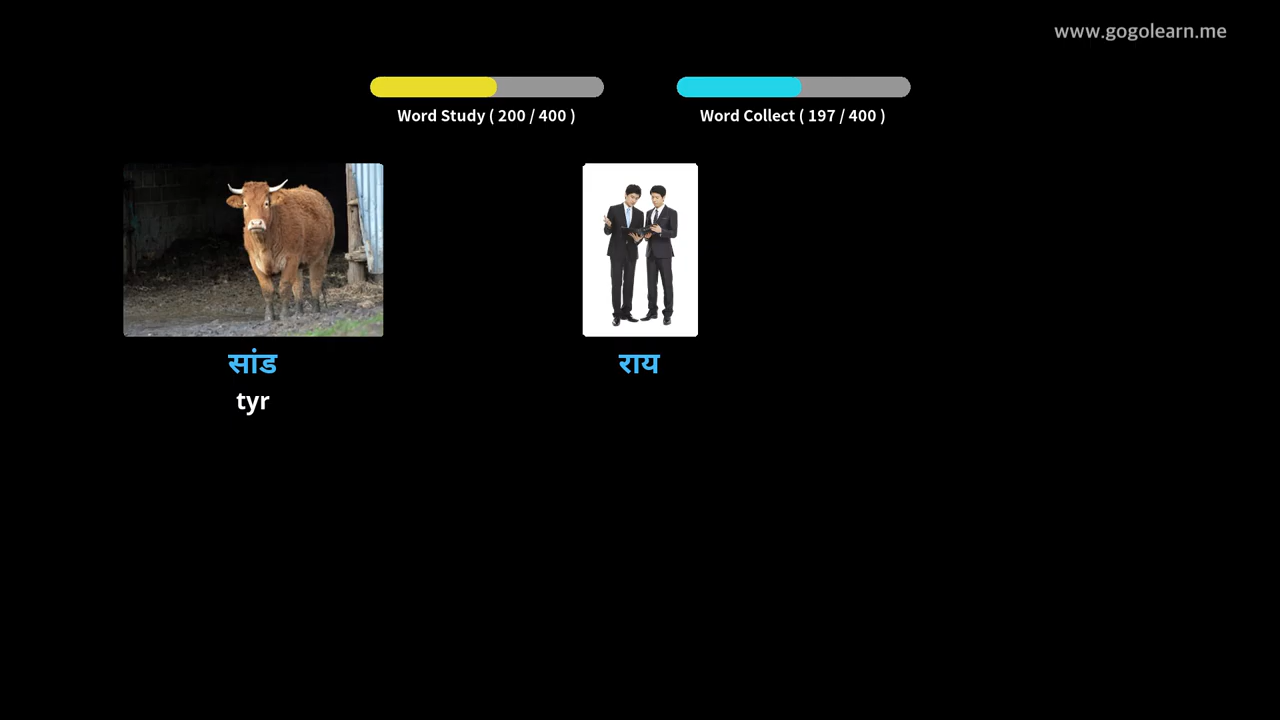 www.gogolearn.me
Word Study ( 200 / 400 )
Word Collect ( 197 / 400 )
सांड
राय
tyr